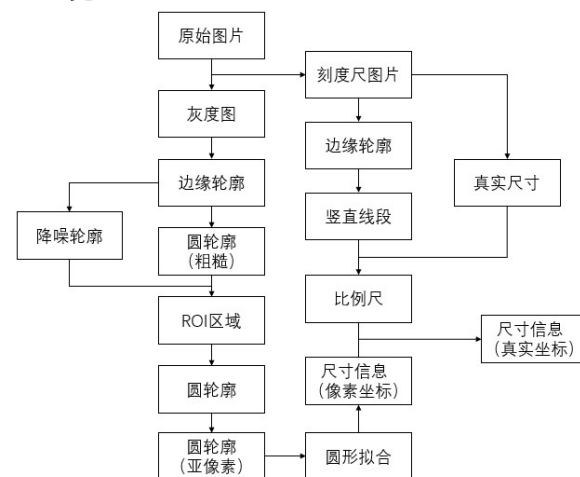 原始图片
刻度尺图片
灰度图
边缘轮廓
边缘轮廓
真实尺寸
降噪轮廓
圆轮廓
（粗糙）
竖直线段
ROI区域
比例尺
尺寸信息
（真实坐标）
圆轮廓
尺寸信息
（像素坐标）
圆轮廓
（亚像素）
圆形拟合